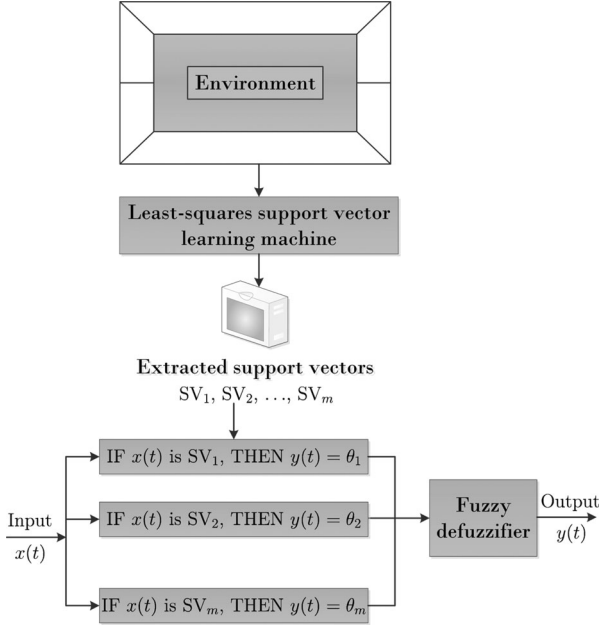 Environment
Least-squares support vector
learning machine
Extracted support vectors
SV₁, SV₂, …, SVₘ
IF x(t) is SV₁, THEN y(t) = θ₁
IF x(t) is SV₂, THEN y(t) = θ₂
IF x(t) is SVₘ, THEN y(t) = θₘ
Input
x(t)
Fuzzy
defuzzifier
Output
y(t)